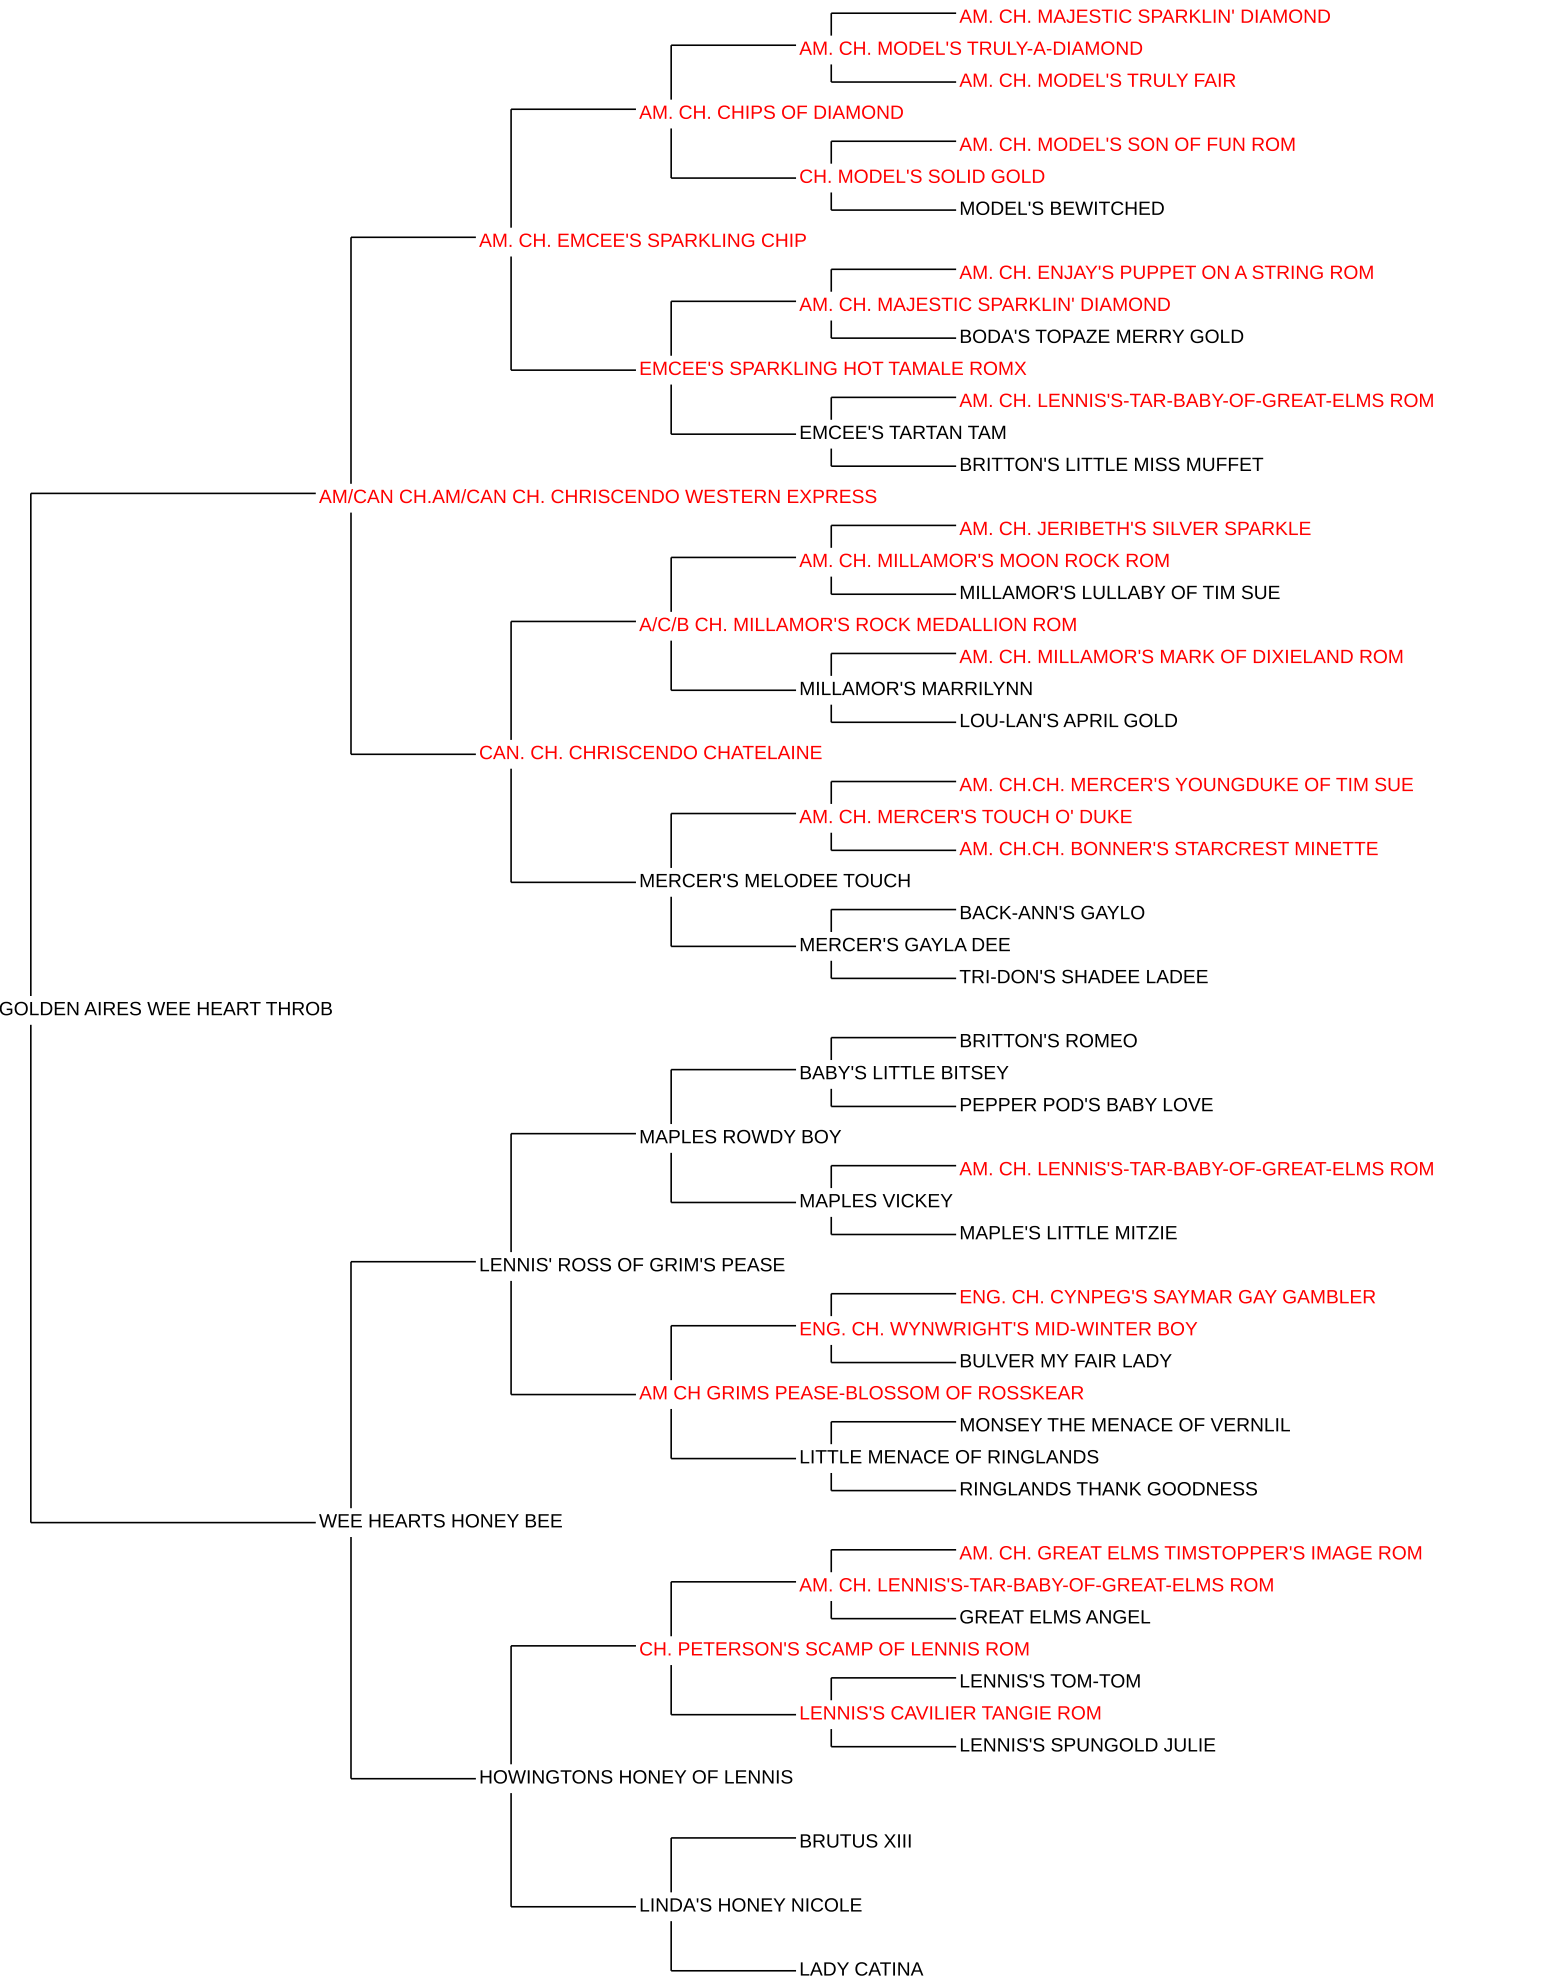 AM. CH. MAJESTIC SPARKLIN' DIAMOND
AM. CH. MODEL'S TRULY-A-DIAMOND
AM. CH. MODEL'S TRULY FAIR
AM. CH. CHIPS OF DIAMOND
AM. CH. MODEL'S SON OF FUN ROM
CH. MODEL'S SOLID GOLD
MODEL'S BEWITCHED
AM. CH. EMCEE'S SPARKLING CHIP
AM. CH. ENJAY'S PUPPET ON A STRING ROM
AM. CH. MAJESTIC SPARKLIN' DIAMOND
BODA'S TOPAZE MERRY GOLD
EMCEE'S SPARKLING HOT TAMALE ROMX
AM. CH. LENNIS'S-TAR-BABY-OF-GREAT-ELMS ROM
EMCEE'S TARTAN TAM
BRITTON'S LITTLE MISS MUFFET
AM/CAN CH.AM/CAN CH. CHRISCENDO WESTERN EXPRESS
AM. CH. JERIBETH'S SILVER SPARKLE
AM. CH. MILLAMOR'S MOON ROCK ROM
MILLAMOR'S LULLABY OF TIM SUE
A/C/B CH. MILLAMOR'S ROCK MEDALLION ROM
AM. CH. MILLAMOR'S MARK OF DIXIELAND ROM
MILLAMOR'S MARRILYNN
LOU-LAN'S APRIL GOLD
CAN. CH. CHRISCENDO CHATELAINE
AM. CH.CH. MERCER'S YOUNGDUKE OF TIM SUE
AM. CH. MERCER'S TOUCH O' DUKE
AM. CH.CH. BONNER'S STARCREST MINETTE
MERCER'S MELODEE TOUCH
BACK-ANN'S GAYLO
MERCER'S GAYLA DEE
TRI-DON'S SHADEE LADEE
GOLDEN AIRES WEE HEART THROB
BRITTON'S ROMEO
BABY'S LITTLE BITSEY
PEPPER POD'S BABY LOVE
MAPLES ROWDY BOY
AM. CH. LENNIS'S-TAR-BABY-OF-GREAT-ELMS ROM
MAPLES VICKEY
MAPLE'S LITTLE MITZIE
LENNIS' ROSS OF GRIM'S PEASE
ENG. CH. CYNPEG'S SAYMAR GAY GAMBLER
ENG. CH. WYNWRIGHT'S MID-WINTER BOY
BULVER MY FAIR LADY
AM CH GRIMS PEASE-BLOSSOM OF ROSSKEAR
MONSEY THE MENACE OF VERNLIL
LITTLE MENACE OF RINGLANDS
RINGLANDS THANK GOODNESS
WEE HEARTS HONEY BEE
AM. CH. GREAT ELMS TIMSTOPPER'S IMAGE ROM
AM. CH. LENNIS'S-TAR-BABY-OF-GREAT-ELMS ROM
GREAT ELMS ANGEL
CH. PETERSON'S SCAMP OF LENNIS ROM
LENNIS'S TOM-TOM
LENNIS'S CAVILIER TANGIE ROM
LENNIS'S SPUNGOLD JULIE
HOWINGTONS HONEY OF LENNIS
BRUTUS XIII
LINDA'S HONEY NICOLE
LADY CATINA